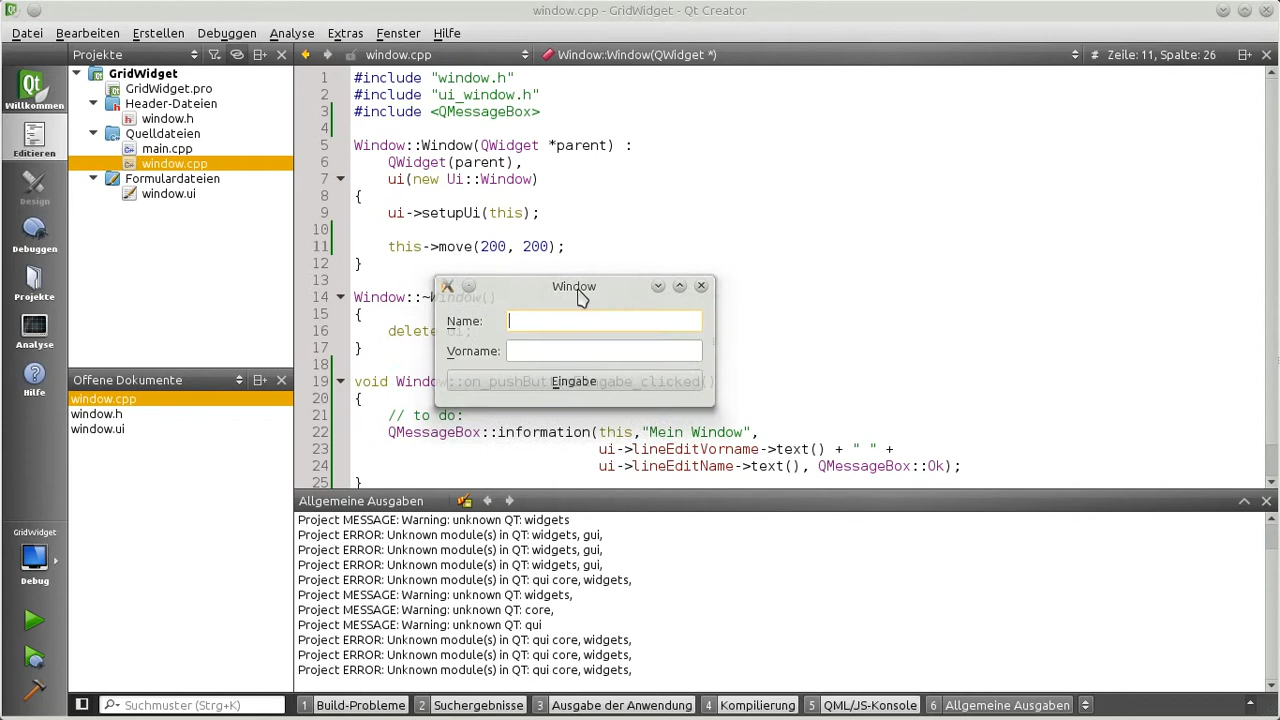 window.cpp - GridWidget - Qt Creator
Datei Bearbeiten Erstellen Debuggen Analyse Extras Fenster Hilfe
Projekte
window.cpp
Window::Window(QWidget *)
# Zeile: 11, Spalte: 26
Qt
Willkommen
Editieren
Design
Debuggen
Projekte
Analyse
Hilfe
GridWidget
Debug
GridWidget
GridWidget.pro
Header-Dateien
window.h
Quelldateien
main.cpp
window.cpp
Formulardateien
window.ui
Offene Dokumente
window.cpp
window.h
window.ui
1 #include "window.h"
2 #include "ui_window.h"
3 #include <QMessageBox>
4
5 Window::Window(QWidget *parent) :
6 QWidget(parent),
7 ui(new Ui::Window)
8 {
9 ui->setupUi(this);
10
11 this->move(200, 200);
12 }
13
14 Window::~Window()
15 {
16 delete ui;
17 }
18
19 void Window::on_pushButtonEingabe_clicked()
20 {
21 // to do:
22 QMessageBox::information(this,"Mein Window",
23 ui->lineEditVorname->text() + " " +
24 ui->lineEditName->text(), QMessageBox::Ok);
25 }
Window
Name:
Vorname:
Eingabe
Allgemeine Ausgaben
Project MESSAGE: Warning: unknown QT: widgets
Project ERROR: Unknown module(s) in QT: widgets, gui,
Project ERROR: Unknown module(s) in QT: widgets, gui,
Project ERROR: Unknown module(s) in QT: widgets, gui,
Project ERROR: Unknown module(s) in QT: qui core, widgets,
Project MESSAGE: Warning: unknown QT: widgets,
Project MESSAGE: Warning: unknown QT: core,
Project MESSAGE: Warning: unknown QT: qui
Project ERROR: Unknown module(s) in QT: qui core, widgets,
Project ERROR: Unknown module(s) in QT: qui core, widgets,
Project ERROR: Unknown module(s) in QT: qui core, widgets,
Suchmuster (Strg+K)
1 Build-Probleme 2 Suchergebnisse 3 Ausgabe der Anwendung 4 Kompilierung 5 QML/JS-Konsole 6 Allgemeine Ausgaben